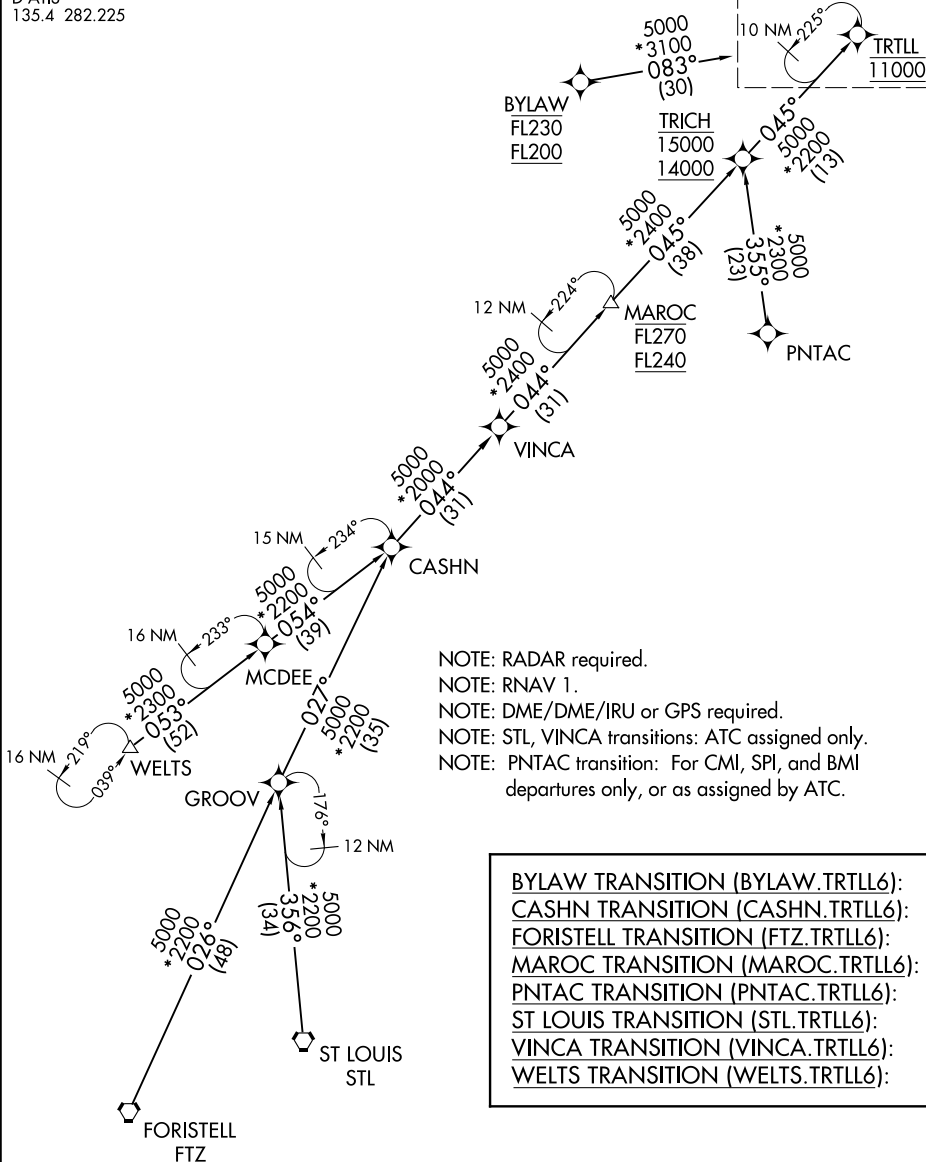 135.4 282.225
5000
*3100
083°
(30)
BYLAW
FL230
FL200
10 NM
225°
TRTLL
11000
TRICH
15000
14000
045°
5000
*2200
(13)
5000
*2400
045°
(38)
5000
*2300
355°
(23)
PNTAC
12 NM
224°
MAROC
FL270
FL240
5000
*2400
044°
(31)
VINCA
5000
*2000
044°
(31)
15 NM
234°
CASHN
5000
*2200
054°
(39)
16 NM
233°
MCDEE
5000
*2300
053°
(52)
16 NM
219°
039°
WELTS
027°
5000
*2200
(35)
GROOV
176°
12 NM
5000
*2200
026°
(48)
5000
*2200
356°
(34)
ST LOUIS
STL
FORISTELL
FTZ
NOTE: RADAR required.
NOTE: RNAV 1.
NOTE: DME/DME/IRU or GPS required.
NOTE: STL, VINCA transitions: ATC assigned only.
NOTE: PNTAC transition: For CMI, SPI, and BMI
departures only, or as assigned by ATC.
BYLAW TRANSITION (BYLAW.TRTLL6):
CASHN TRANSITION (CASHN.TRTLL6):
FORISTELL TRANSITION (FTZ.TRTLL6):
MAROC TRANSITION (MAROC.TRTLL6):
PNTAC TRANSITION (PNTAC.TRTLL6):
ST LOUIS TRANSITION (STL.TRTLL6):
VINCA TRANSITION (VINCA.TRTLL6):
WELTS TRANSITION (WELTS.TRTLL6):